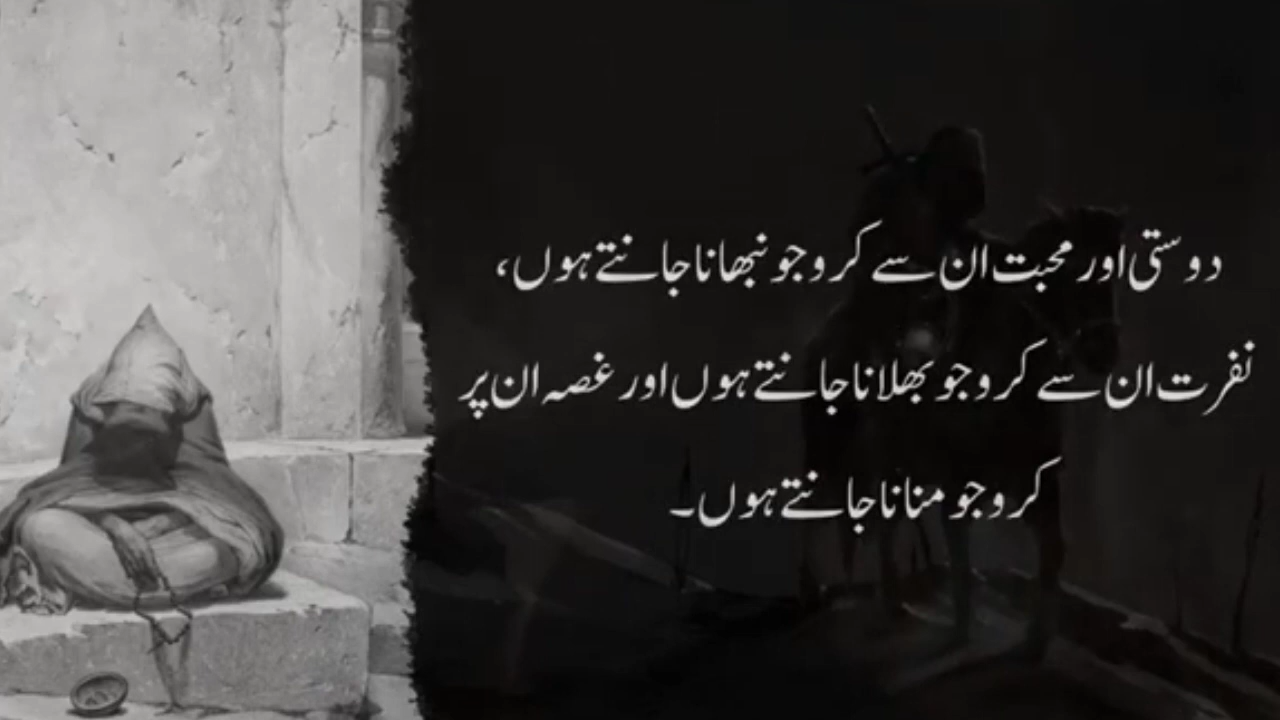 دوستی اور محبت ان سے کرو جو نبھانا جانتے ہوں،
نفرت ان سے کرو جو بھلانا جانتے ہوں اور غصہ ان پر
کرو جو منانا جانتے ہوں۔